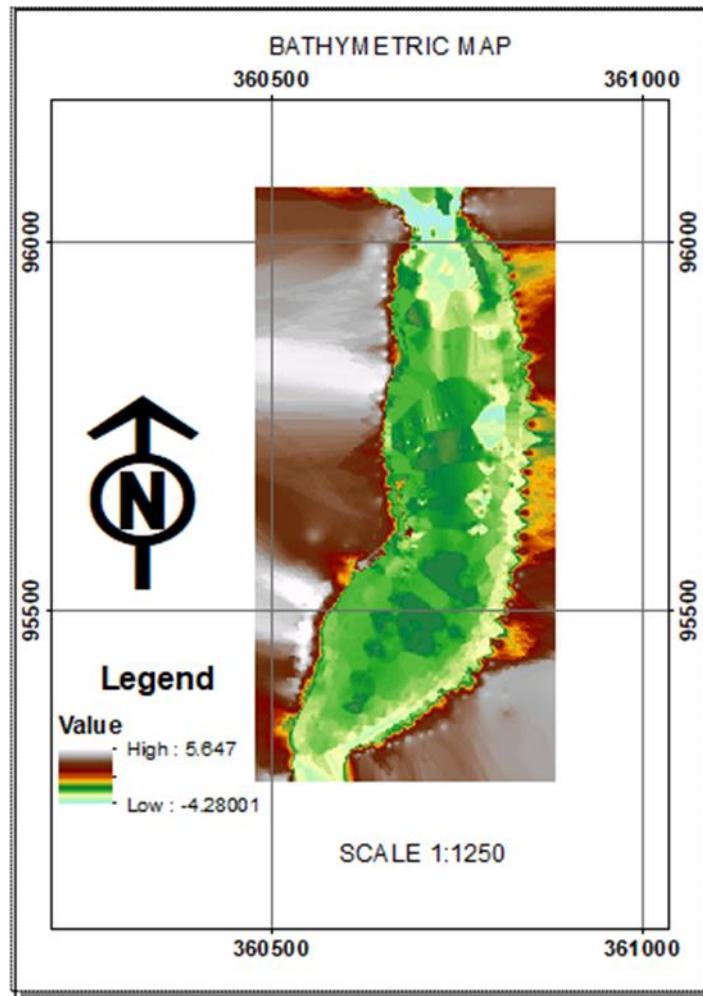 BATHYMETRIC MAP
360500
361000
96000
96000
N
95500
95500
Legend
Value
High : 5.647
Low : -4.28001
SCALE 1:1250
360500
361000